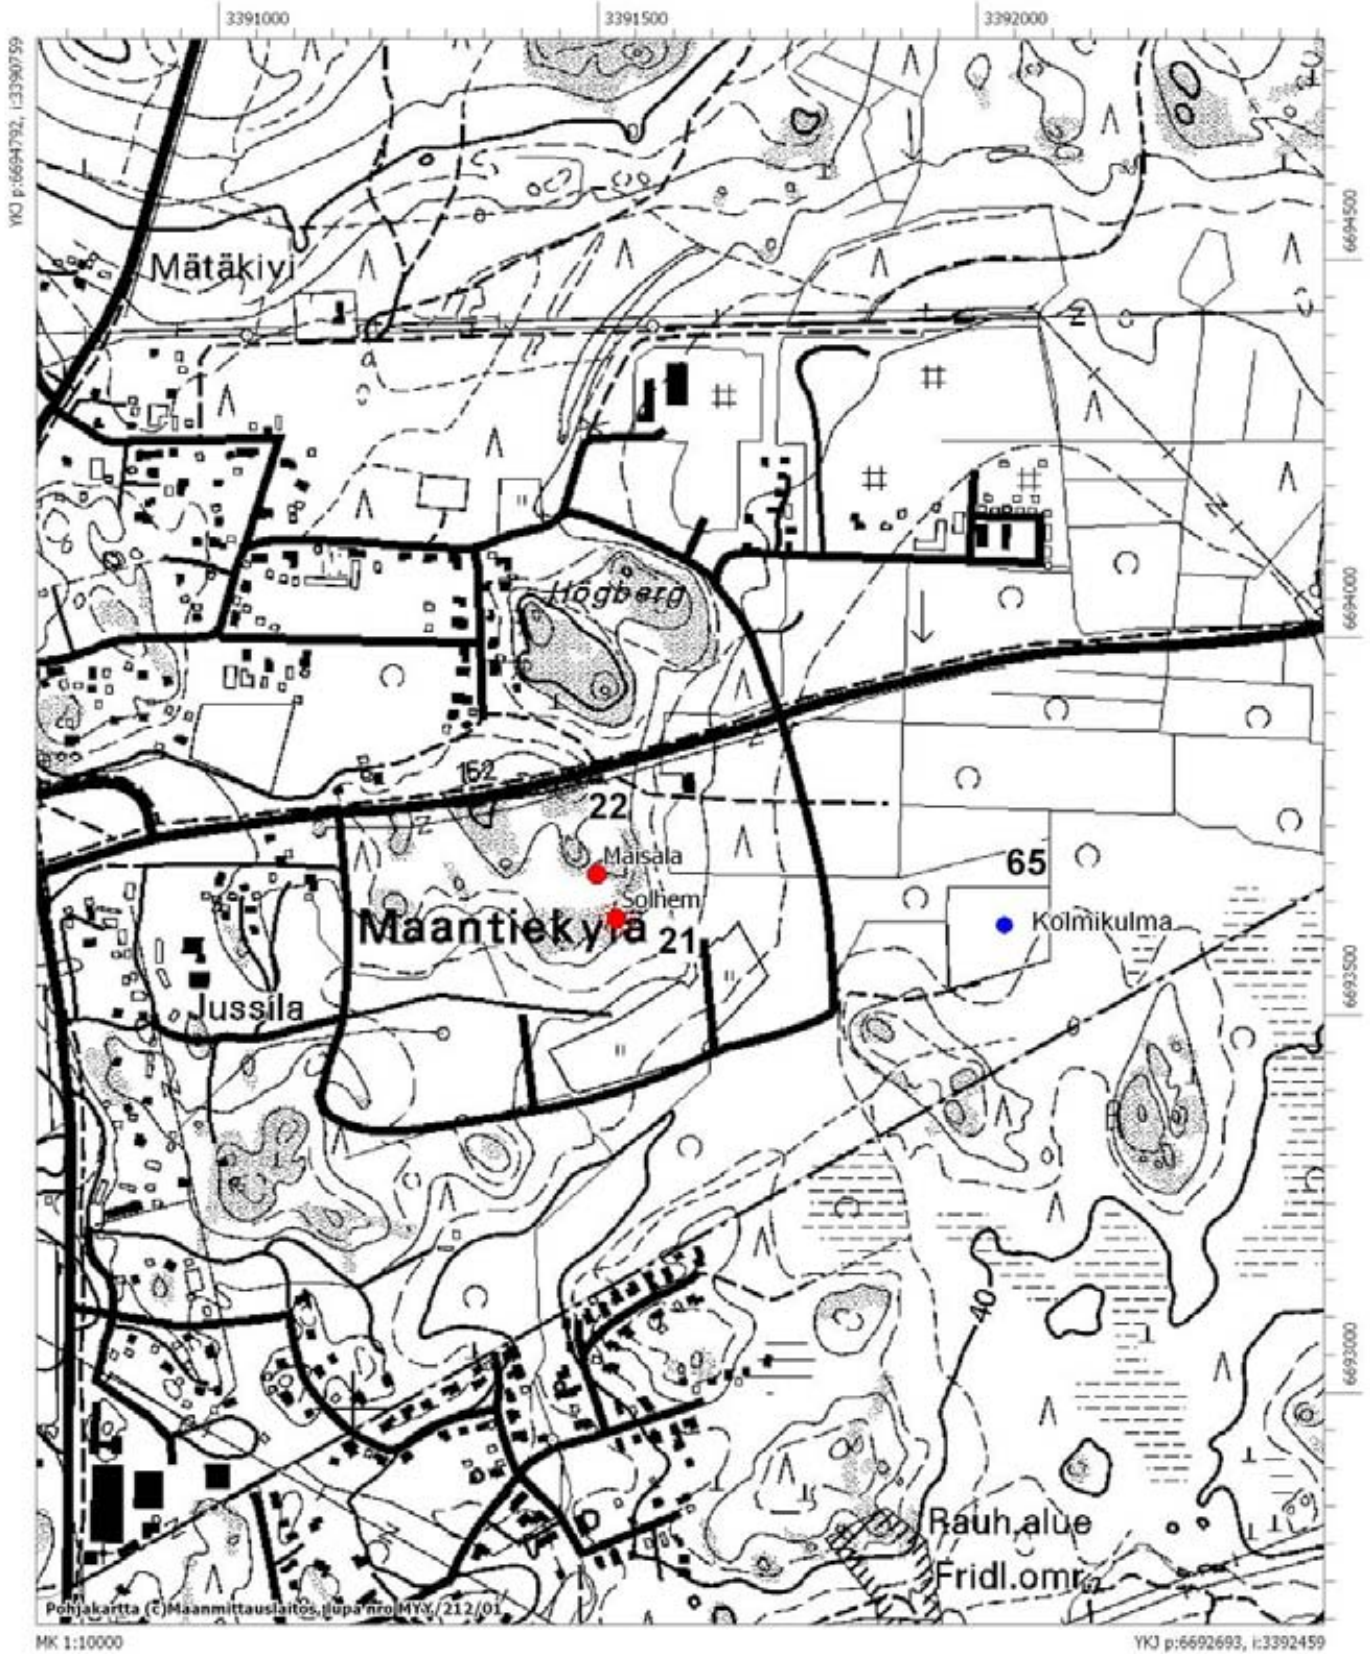 3391000
3391500
3392000
YKJ p:6694792, i:3390759
6694500
Mätäkivi
Högberg
6694000
152
22
Maisala
65
Solhem
Kolmikulma
Maantiekylä
21
6693500
Jussila
40
6693000
Rauh.alue
Fridl.omr.
Pohjakartta (c)Maanmittauslaitos, lupa nro MYY/212/01
MK 1:10000
YKJ p:6692693, i:3392459